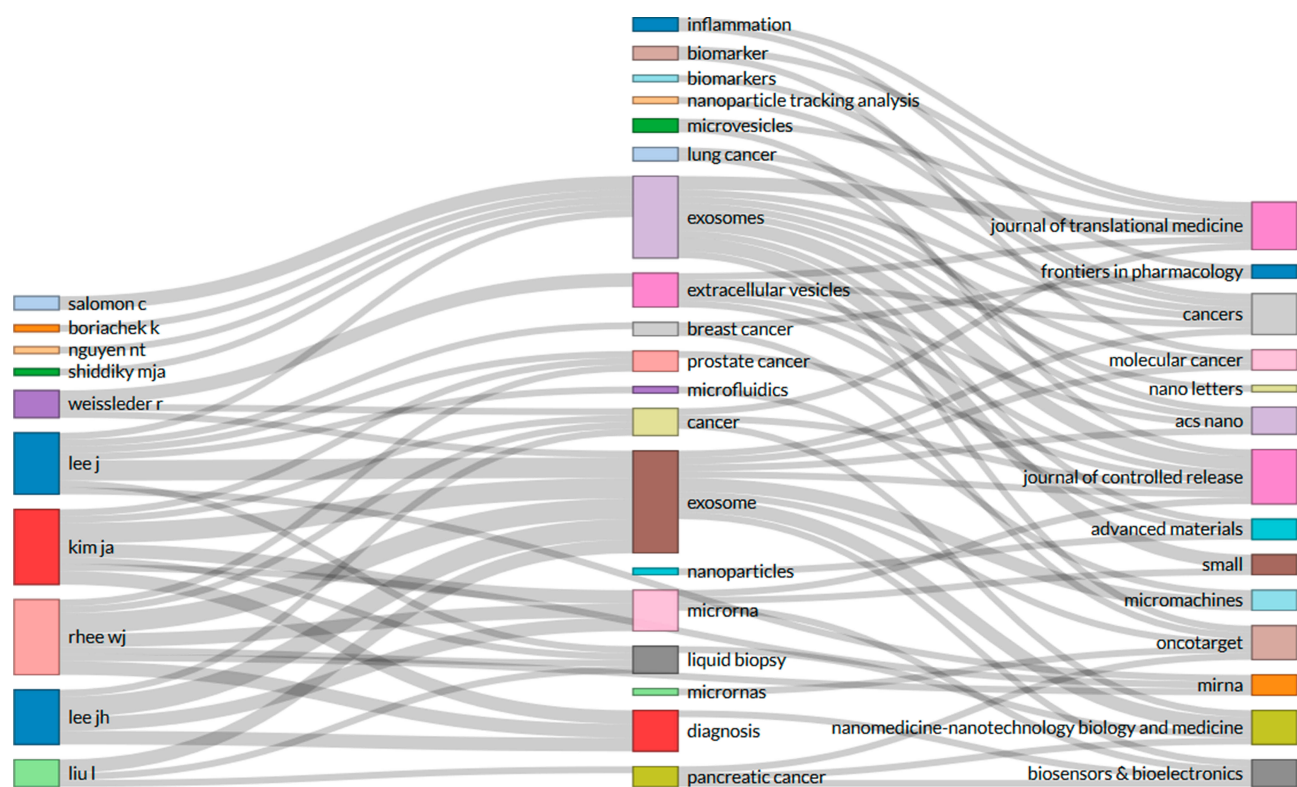 salomon c
boriachek k
nguyen nt
shiddiky mja
weissleder r
lee j
kim ja
rhee wj
lee jh
liu l
inflammation
biomarker
biomarkers
nanoparticle tracking analysis
microvesicles
lung cancer
exosomes
extracellular vesicles
breast cancer
prostate cancer
microfluidics
cancer
exosome
nanoparticles
microrna
liquid biopsy
micrornas
diagnosis
pancreatic cancer
journal of translational medicine
frontiers in pharmacology
cancers
molecular cancer
nano letters
acs nano
journal of controlled release
advanced materials
small
micromachines
oncotarget
mirna
nanomedicine-nanotechnology biology and medicine
biosensors & bioelectronics